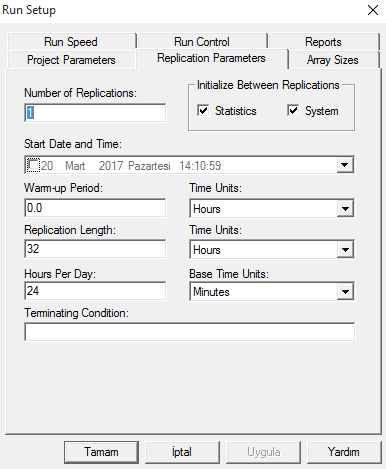 Run Setup
Run Speed Run Control Reports
Project Parameters Replication Parameters Array Sizes
Number of Replications: Initialize Between Replications
1 Statistics System
Start Date and Time:
20 Mart 2017 Pazartesi 14:10:59
Warm-up Period: Time Units:
0.0 Hours
Replication Length: Time Units:
32 Hours
Hours Per Day: Base Time Units:
24 Minutes
Terminating Condition:
Tamam İptal Uygula Yardım